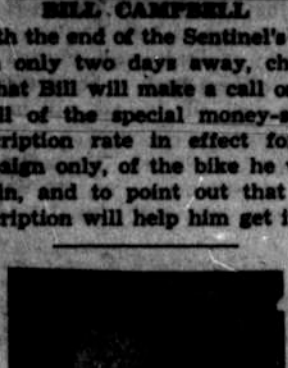 BILL CAMPBELL
th the end of the Sentinel's
only two days away, ch
hat Bill will make a call o
ll of the special money-s
cription rate in effect fo
paign only, of the bike he
in, and to point out that
ription will help him get i